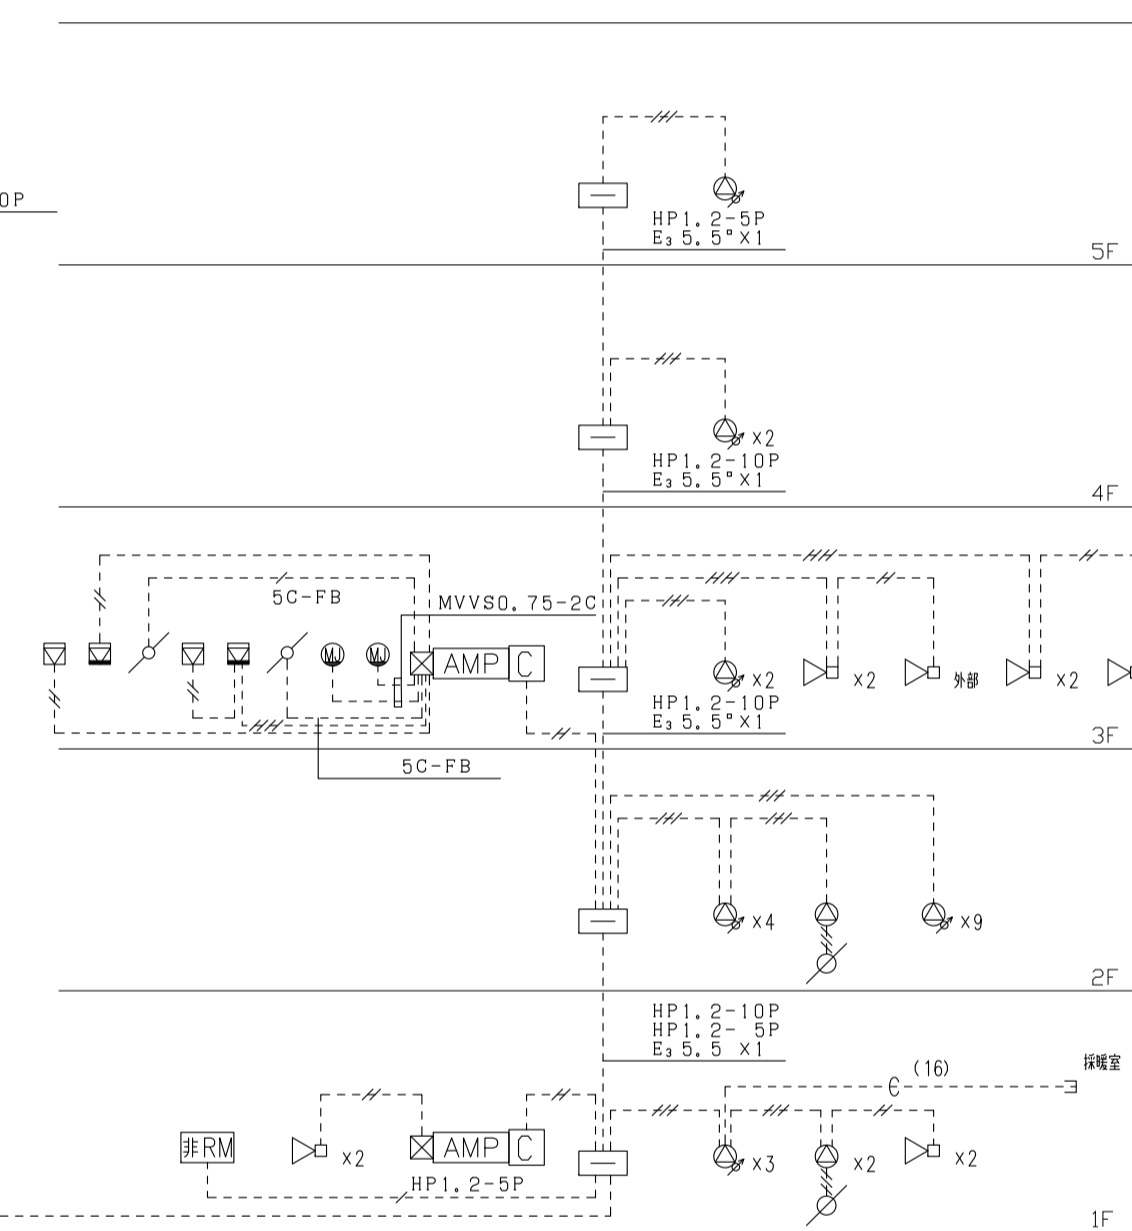 0P
HP1.2-5P
E₃5.5▫×1
5F
×2
HP1.2-10P
E₃5.5▫×1
4F
5C-FB
MVVS0.75-2C
MJ
MJ
AMP
C
×2
×2
外部
×2
HP1.2-10P
E₃5.5▫×1
3F
5C-FB
×4
×9
2F
HP1.2-10P
HP1.2- 5P
E₃5.5 ×1
(16)
採暖室
非RM
×2
AMP
C
×3
×2
×2
HP1.2-5P
1F